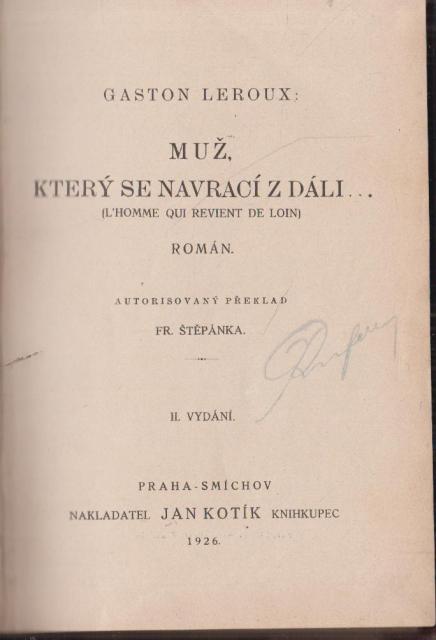 GASTON LEROUX:
MUŽ,
KTERÝ SE NAVRACÍ Z DÁLI...
(L'HOMME QUI REVIENT DE LOIN)
ROMÁN.
AUTORISOVANÝ PŘEKLAD
FR. ŠTĚPÁNKA.
II. VYDÁNÍ.
PRAHA-SMÍCHOV
NAKLADATEL JAN KOTÍK KNIHKUPEC
1926.